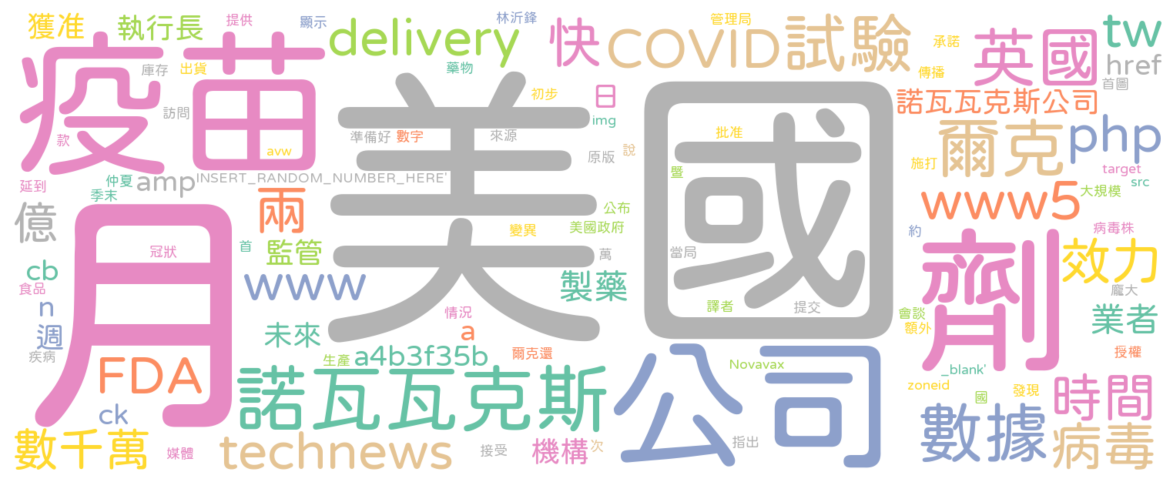 獲准 執行長 提供 顯示 林沂鋒 管理局 承諾 tw
疫苗 delivery 快 COVID 試驗 英國 href
庫存 出貨 藥物 傳播 首圖
訪問 初步 日 諾瓦瓦克斯公司
款 美國 img
avw 準備好 數字 來源 批准 爾克 php
原版 說
延到 仲夏 amp INSERT_RANDOM_NUMBER_HERE' 暨 施打 target
季末 兩 www5 src 大規模
億 月 公布
冠狀 首 監管 變異 美國政府 約 病毒株
cb www 萬 當局 劑 效力
食品 製藥 龐大
n 譯者 提交
週 未來 情況 a 會談 額外 業者
疾病 生產 a4b3f35b 爾克還 授權
FDA 諾瓦瓦克斯 公司 Novavax _blank'
zoneid 國 發現 時間
ck 數據
數千萬 媒體 technews 接受 機構 次 指出 病毒